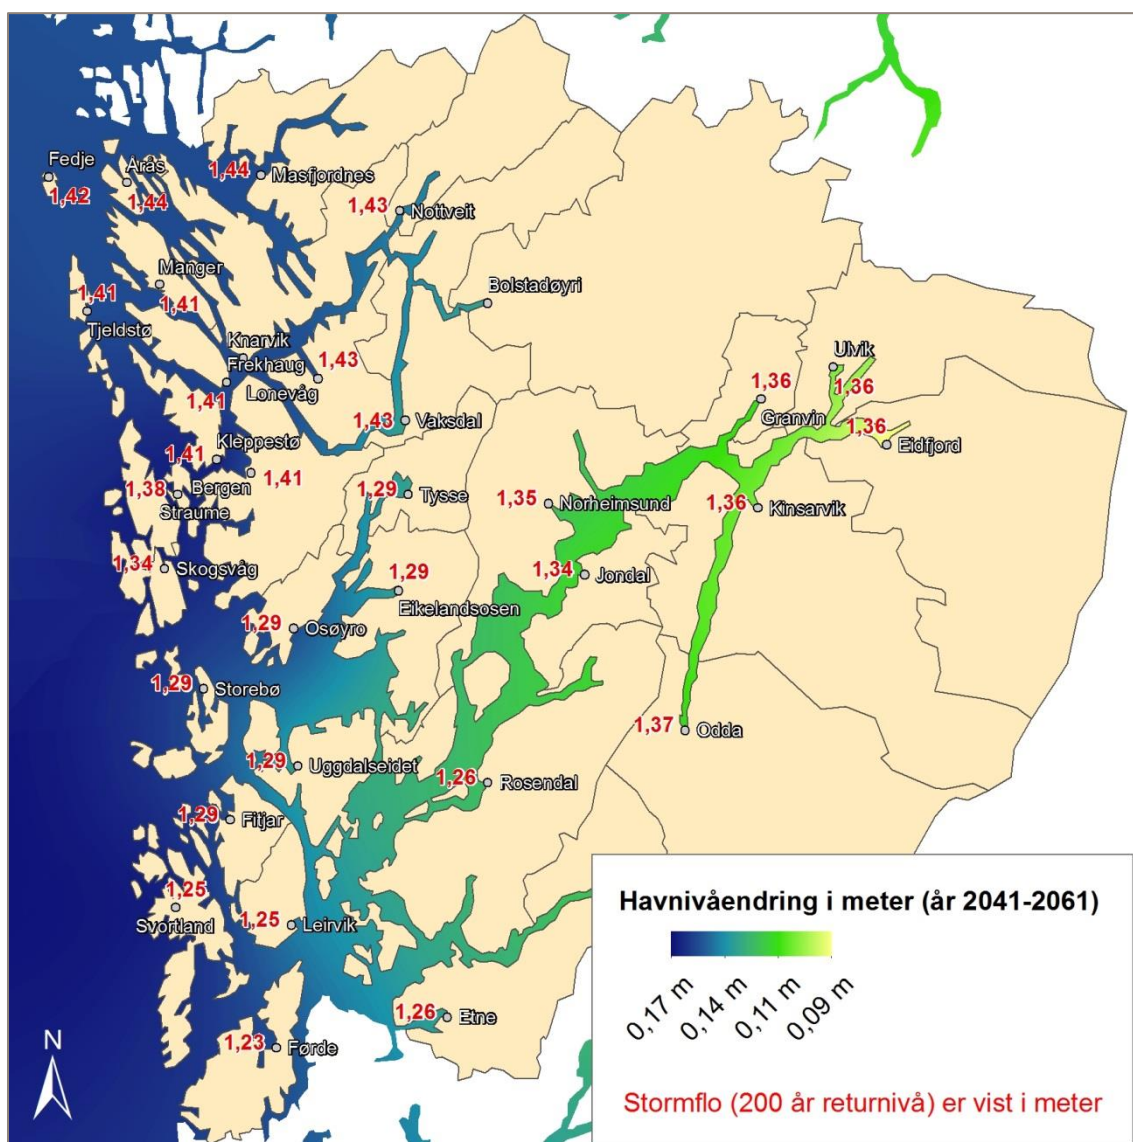 Fedje
Årås
1,44
Masfjordnes
1,42
1,44
1,43
Nottveit
Manger
1,41
1,41
Bolstadøyri
Tjeldstø
Knarvik
Ulvik
Frekhaug
1,43
1,36
1,36
1,41
Lonevåg
Granvin
1,43
Vaksdal
1,36
Kleppestø
Eidfjord
1,41
1,41
1,38
Bergen
1,29
Tysse
1,35
Norheimsund
1,36
Kinsarvik
Straume
1,34
Skogsvåg
1,29
1,34
Jondal
Eikelandsosen
1,29
Osøyro
1,29
Storebø
1,37
Odda
1,29
Uggdalseidet
1,26
Rosendal
1,29
Fitjar
1,25
Svortland
1,25
Leirvik
1,26
Etne
1,23
Førde
N
Havnivåendring i meter (år 2041-2061)
0,17 m
0,14 m
0,11 m
0,09 m
Stormflo (200 år returnivå) er vist i meter